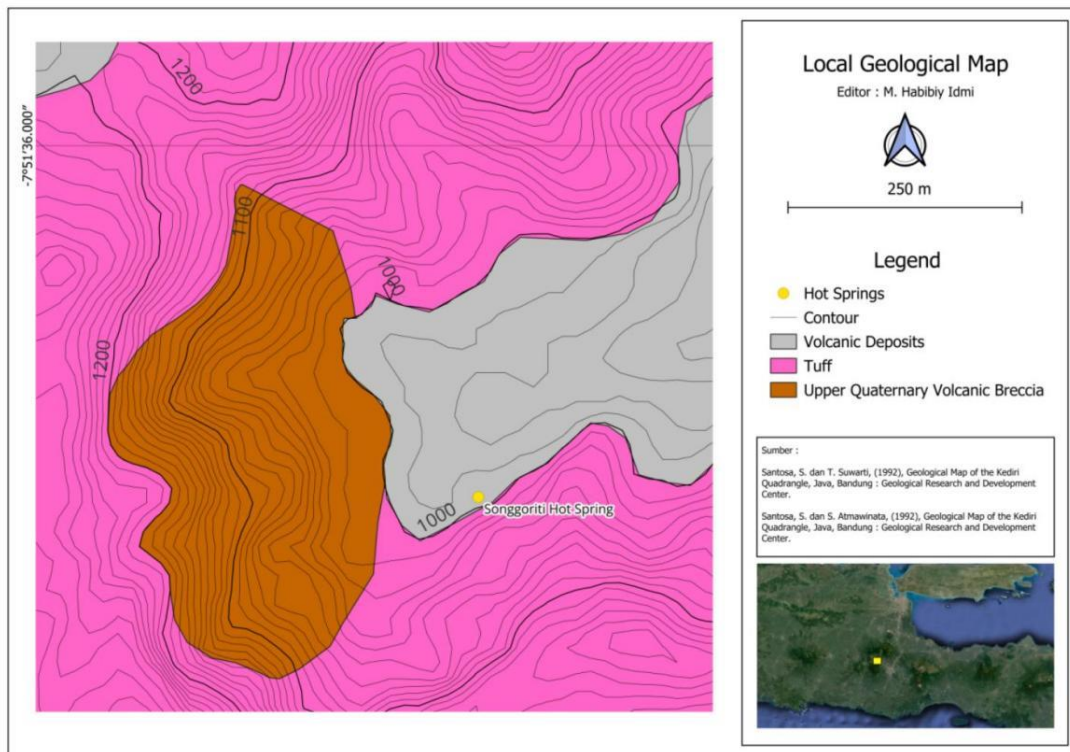 1200
-7°51'36.000"
1100
1000
1200
1000
Songgoriti Hot Spring
Local Geological Map
Editor : M. Habibiy Idmi
250 m
Legend
Hot Springs
Contour
Volcanic Deposits
Tuff
Upper Quaternary Volcanic Breccia
Sumber :
Santosa, S. dan T. Suwarti, (1992), Geological Map of the Kediri
Quadrangle, Java, Bandung : Geological Research and Development
Center.
Santosa, S. dan S. Atmawinata, (1992), Geological Map of the Kediri
Quadrangle, Java, Bandung : Geological Research and Development
Center.